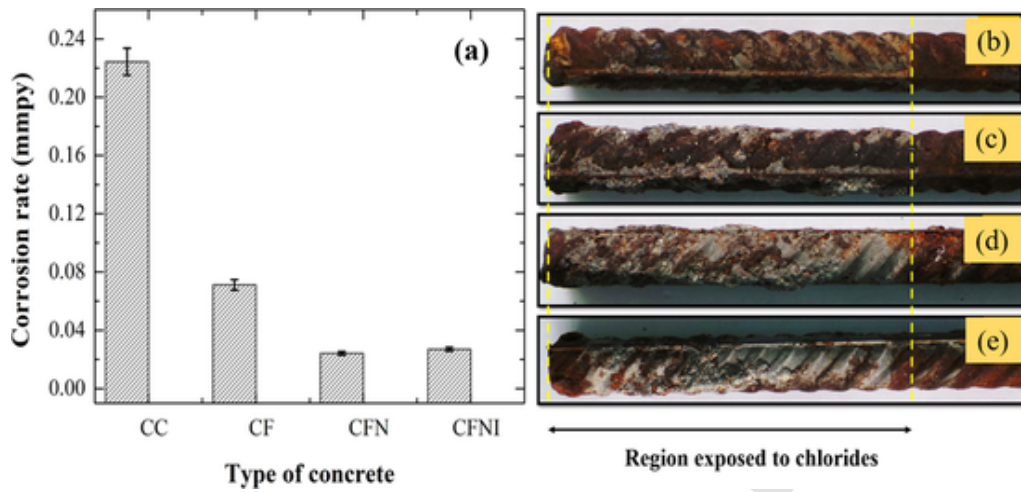 (a)
Corrosion rate (mmpy)
0.24
0.20
0.16
0.12
0.08
0.04
0.00
CC CF CFN CFNI
Type of concrete
(b)
(c)
(d)
(e)
Region exposed to chlorides